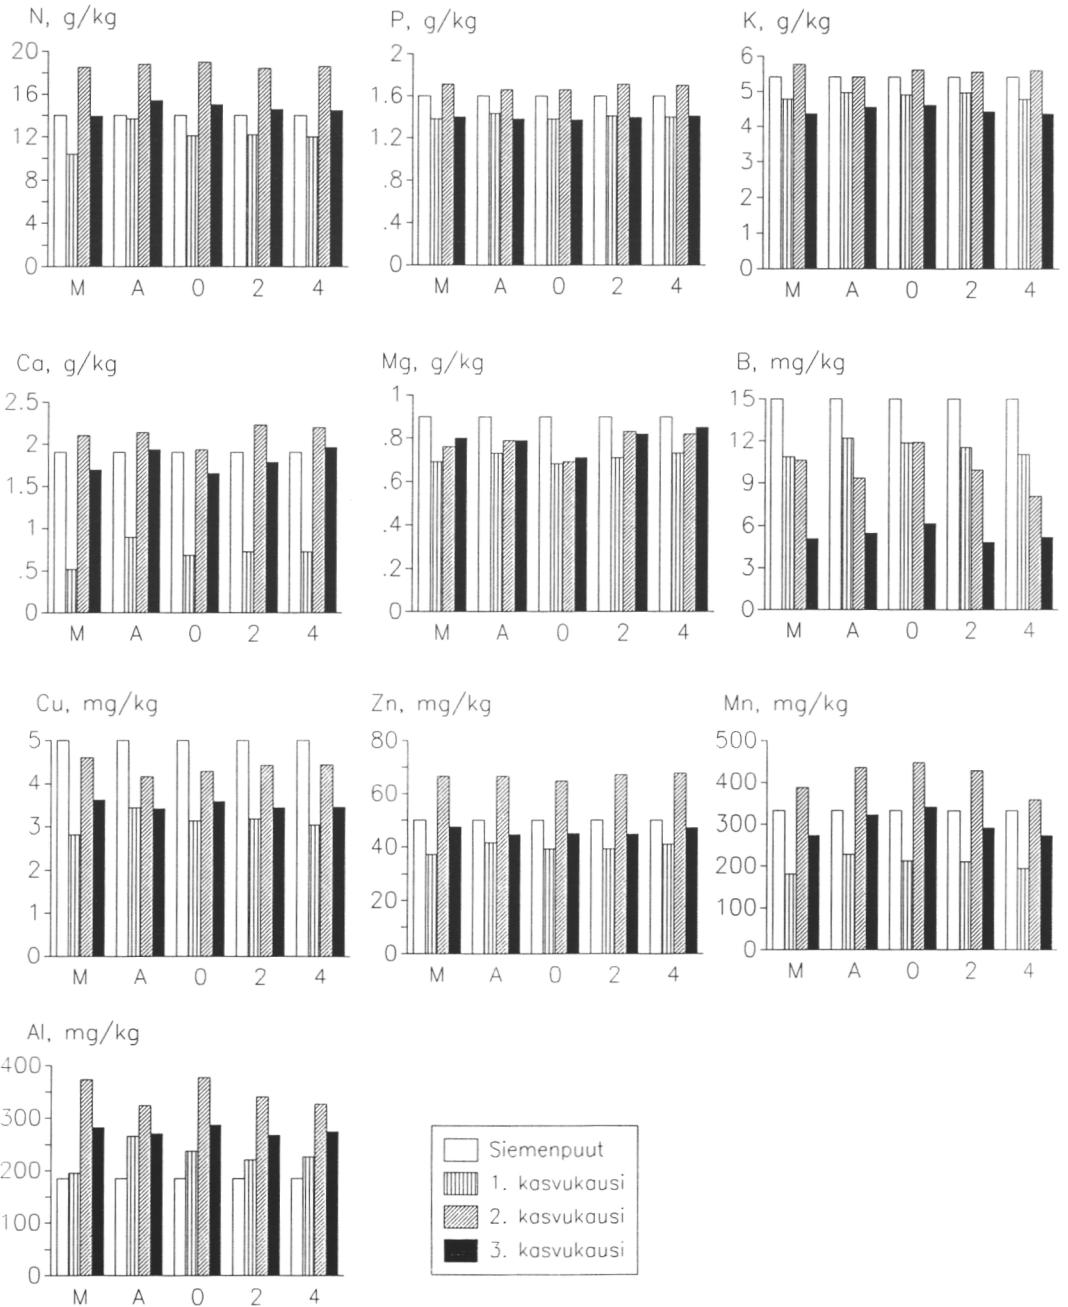 N, g/kg
20
16
12
8
4
0
M A 0 2 4
P, g/kg
2
1.6
1.2
.8
.4
0
M A 0 2 4
K, g/kg
6
5
4
3
2
1
0
M A 0 2 4
Ca, g/kg
2.5
2
1.5
1
.5
0
M A 0 2 4
Mg, g/kg
1
.8
.6
.4
.2
0
M A 0 2 4
B, mg/kg
15
12
9
6
3
0
M A 0 2 4
Cu, mg/kg
5
4
3
2
1
0
M A 0 2 4
Zn, mg/kg
80
60
40
20
0
M A 0 2 4
Mn, mg/kg
500
400
300
200
100
0
M A 0 2 4
Al, mg/kg
400
300
200
100
0
M A 0 2 4
Siemenpuut
1. kasvukausi
2. kasvukausi
3. kasvukausi